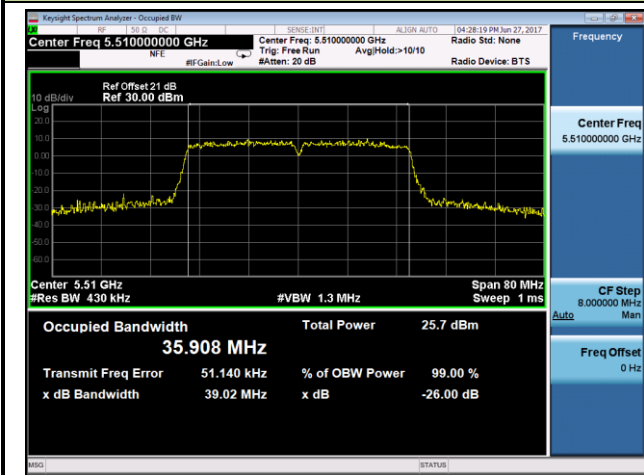 Keysight Spectrum Analyzer - Occupied BW
RF 50 Ω DC SENSE:INT ALIGN AUTO 04:28:19 PM Jun 27, 2017
Center Freq 5.510000000 GHz Center Freq: 5.510000000 GHz Radio Std: None Frequency
NFE Trig: Free Run Avg|Hold:>10/10
#IFGain:Low #Atten: 20 dB Radio Device: BTS
Ref Offset 21 dB
10 dB/div Ref 30.00 dBm
Log
20.0
10.0
0.00
-10.0
-20.0
-30.0
-40.0
-50.0
-60.0
Center Freq
5.510000000 GHz
Center 5.51 GHz Span 80 MHz
#Res BW 430 kHz #VBW 1.3 MHz Sweep 1 ms
CF Step
8.000000 MHz
Auto Man
Occupied Bandwidth Total Power 25.7 dBm
35.908 MHz
Freq Offset
0 Hz
Transmit Freq Error 51.140 kHz % of OBW Power 99.00 %
x dB Bandwidth 39.02 MHz x dB -26.00 dB
MSG STATUS